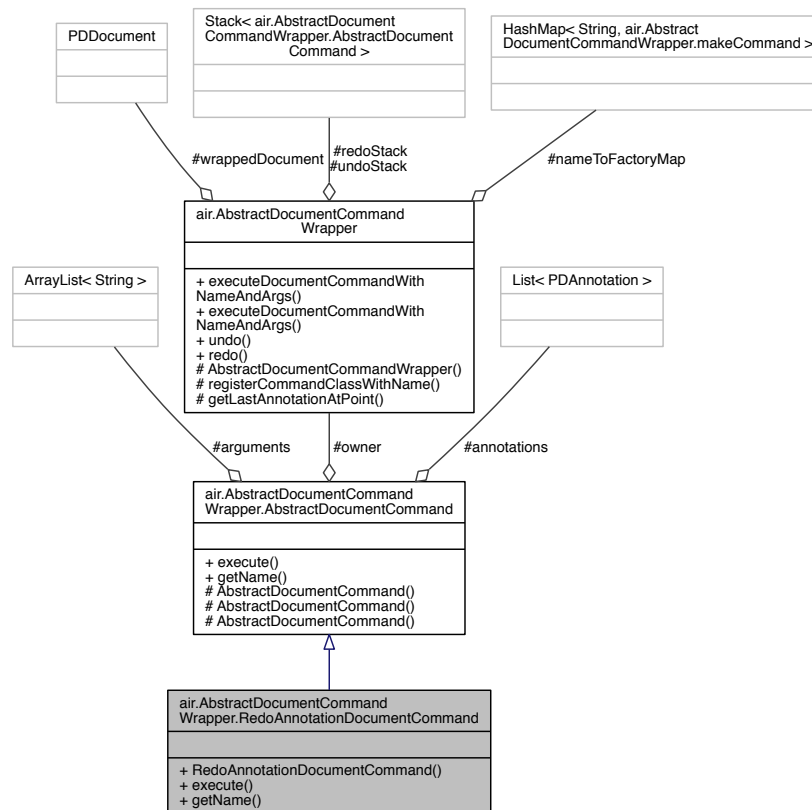 PDDocument
Stack< air.AbstractDocument
CommandWrapper.AbstractDocument
Command >
HashMap< String, air.Abstract
DocumentCommandWrapper.makeCommand >
#wrappedDocument
#redoStack
#undoStack
#nameToFactoryMap
air.AbstractDocumentCommand
Wrapper
+ executeDocumentCommandWith
NameAndArgs()
+ executeDocumentCommandWith
NameAndArgs()
+ undo()
+ redo()
# AbstractDocumentCommandWrapper()
# registerCommandClassWithName()
# getLastAnnotationAtPoint()
ArrayList< String >
List< PDAnnotation >
#arguments
#owner
#annotations
air.AbstractDocumentCommand
Wrapper.AbstractDocumentCommand
+ execute()
+ getName()
# AbstractDocumentCommand()
# AbstractDocumentCommand()
# AbstractDocumentCommand()
air.AbstractDocumentCommand
Wrapper.RedoAnnotationDocumentCommand
+ RedoAnnotationDocumentCommand()
+ execute()
+ getName()